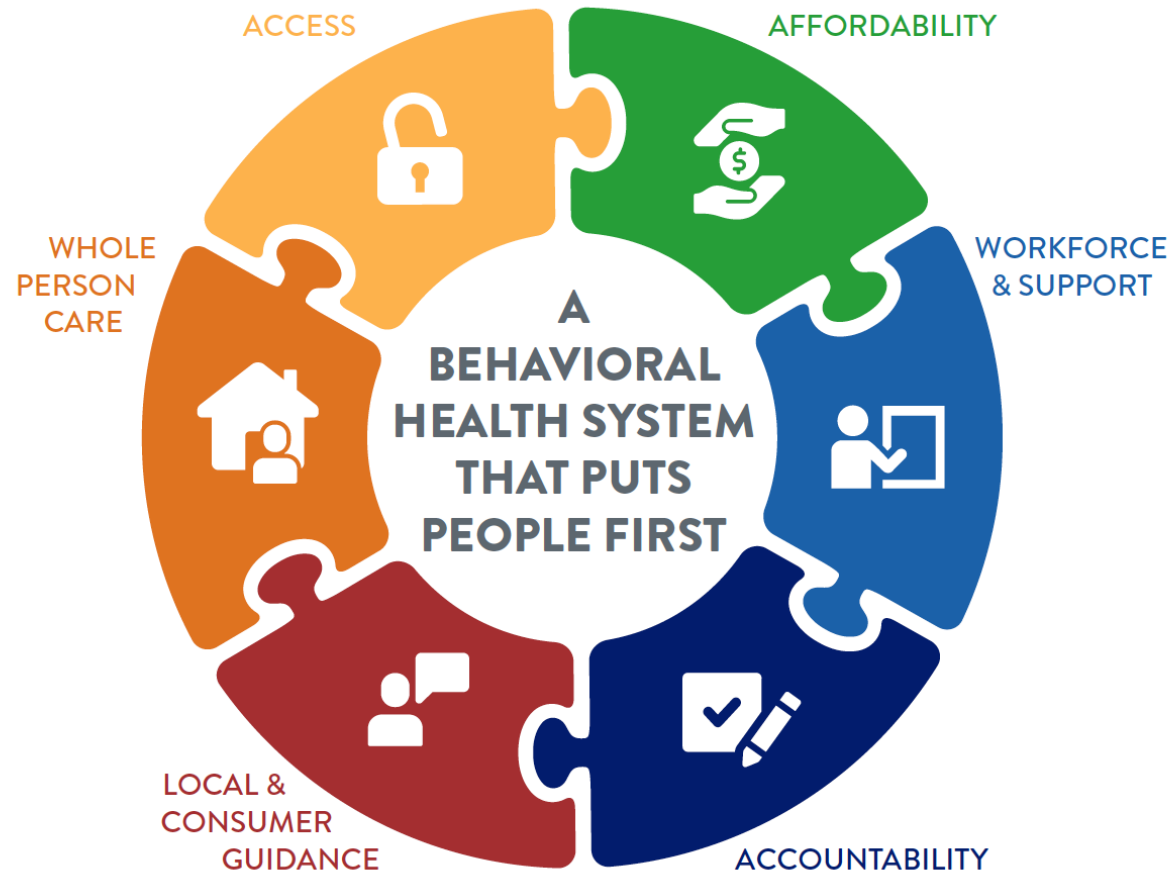 ACCESS
AFFORDABILITY
WHOLE
PERSON
CARE
WORKFORCE
& SUPPORT
A
BEHAVIORAL
HEALTH SYSTEM
THAT PUTS
PEOPLE FIRST
$
LOCAL &
CONSUMER
GUIDANCE
ACCOUNTABILITY